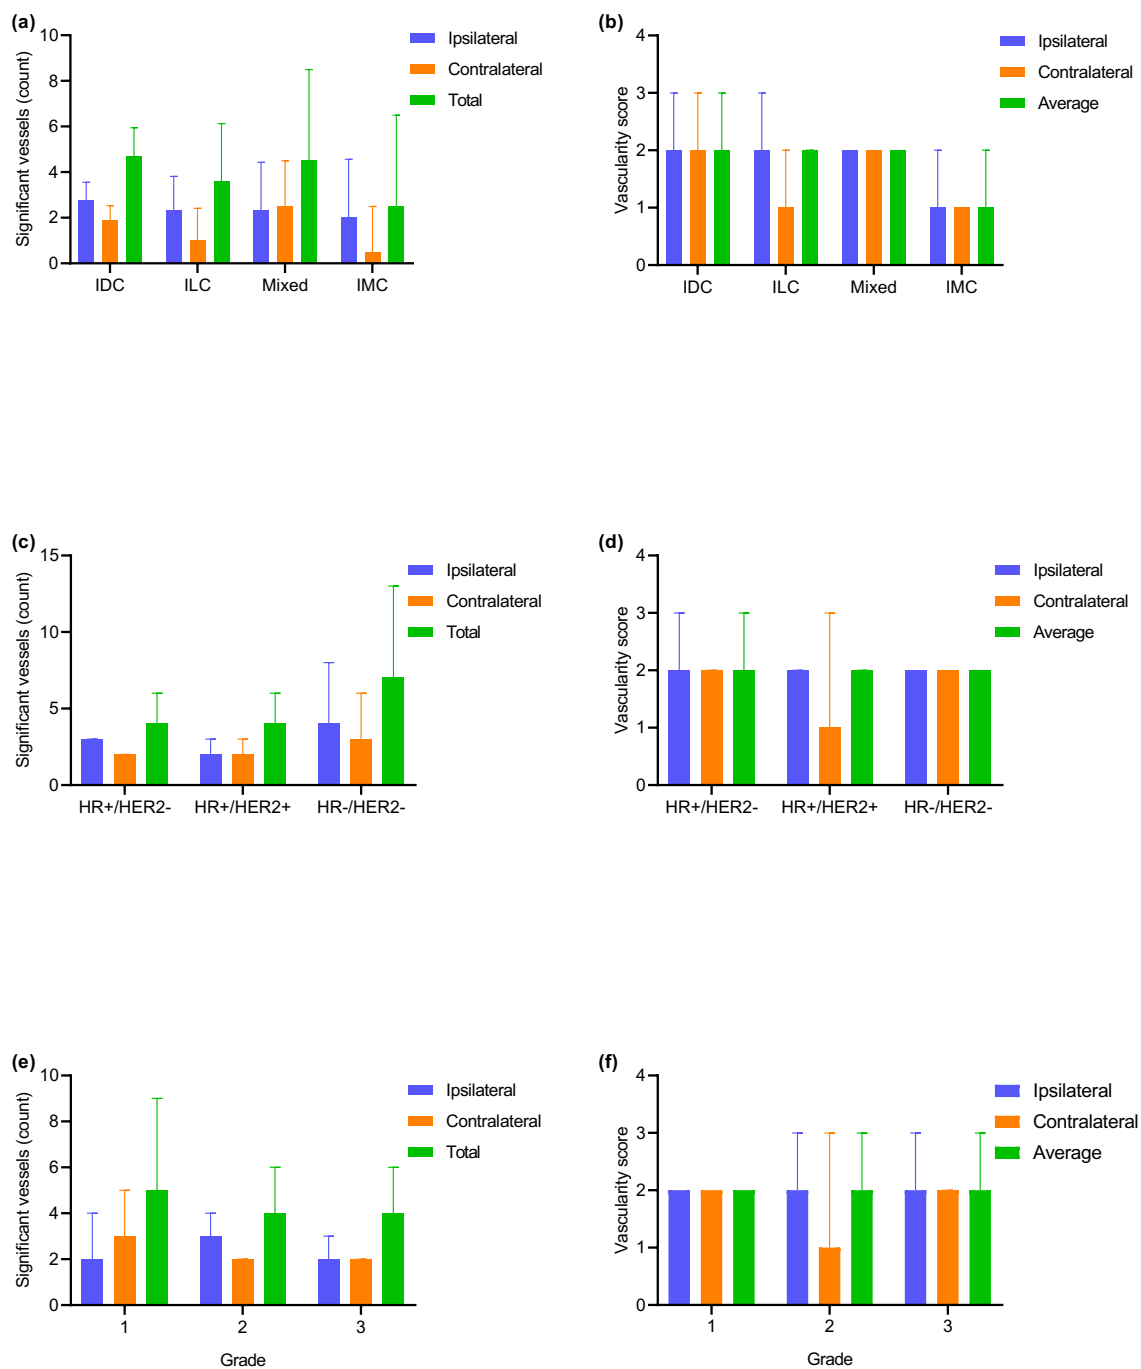 (a)
Significant vessels (count)
10
8
6
4
2
0
IDC
ILC
Mixed
IMC
Ipsilateral
Contralateral
Total
(b)
Vascularity score
4
3
2
1
0
IDC
ILC
Mixed
IMC
Ipsilateral
Contralateral
Average
(c)
Significant vessels (count)
15
10
5
0
HR+/HER2-
HR+/HER2+
HR-/HER2-
Ipsilateral
Contralateral
Total
(d)
Vascularity score
4
3
2
1
0
HR+/HER2-
HR+/HER2+
HR-/HER2-
Ipsilateral
Contralateral
Average
(e)
Significant vessels (count)
10
8
6
4
2
0
1
2
3
Grade
Ipsilateral
Contralateral
Total
(f)
Vascularity score
4
3
2
1
0
1
2
3
Grade
Ipsilateral
Contralateral
Average